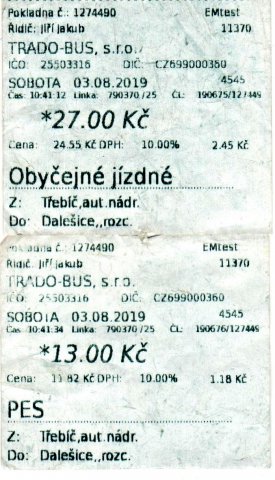 Pokladna č.: 1274490 EMtest
Řidič: Jiří Jakub 11370
TRADO-BUS, s.r.o.
IČO: 25503316 DIČ: CZ699000360
SOBOTA 03.08.2019 4545
Čas: 10:41:12 Linka: 790370 /25 ČL: 190675/127449
*27.00 Kč
Cena: 24.55 Kč DPH: 10.00% 2.45 Kč
Obyčejné jízdné
Z: Třebíč,aut.nádr.
Do: Dalešice,,rozc.
Pokladna č.: 1274490 EMtest
Řidič: Jiří Jakub 11370
TRADO-BUS, s.r.o.
IČO: 25503316 DIČ: CZ699000360
SOBOTA 03.08.2019 4545
Čas: 10:41:34 Linka: 790370 /25 ČL: 190676/127449
*13.00 Kč
Cena: 11.82 Kč DPH: 10.00% 1.18 Kč
PES
Z: Třebíč,aut.nádr.
Do: Dalešice,,rozc.